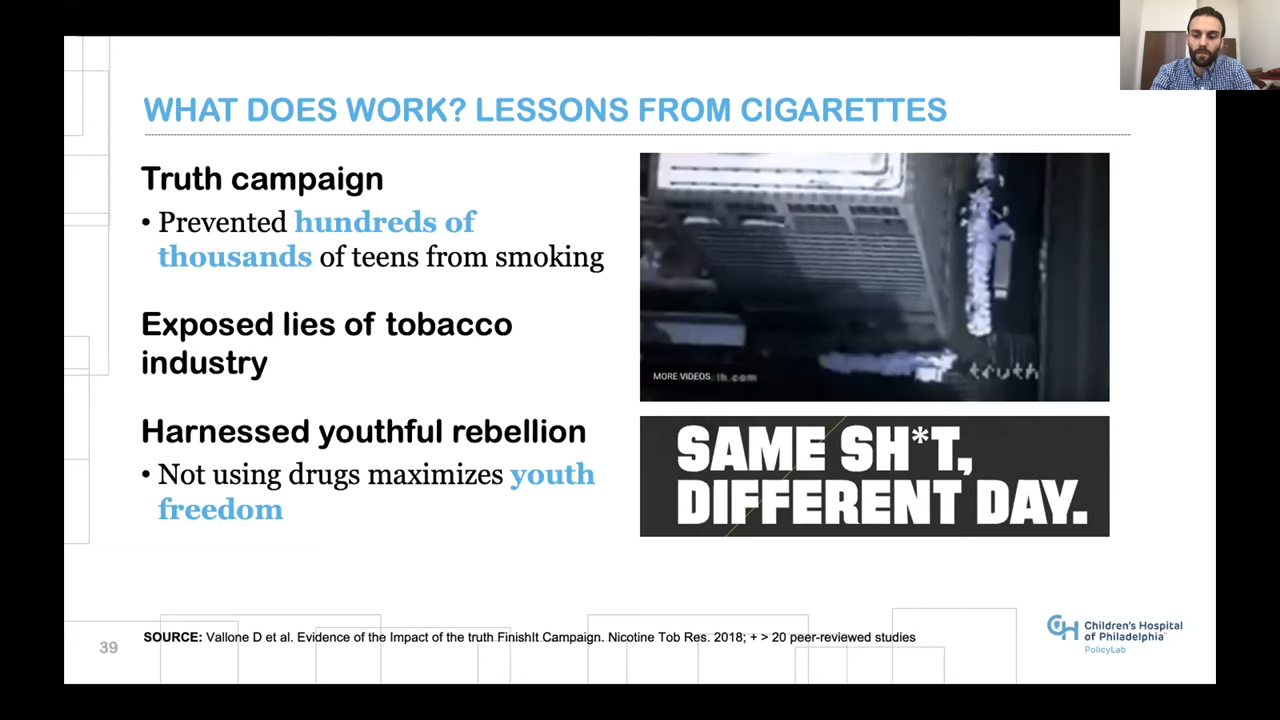 WHAT DOES WORK? LESSONS FROM CIGARETTES
Truth campaign
• Prevented hundreds of
thousands of teens from smoking
Exposed lies of tobacco
industry
Harnessed youthful rebellion
• Not using drugs maximizes youth
freedom
MORE VIDEOS
th.com
truth
SAME SH*T,
DIFFERENT DAY.
39
SOURCE: Vallone D et al. Evidence of the Impact of the truth FinishIt Campaign. Nicotine Tob Res. 2018; + > 20 peer-reviewed studies
CH Children's Hospital
of Philadelphia
PolicyLab